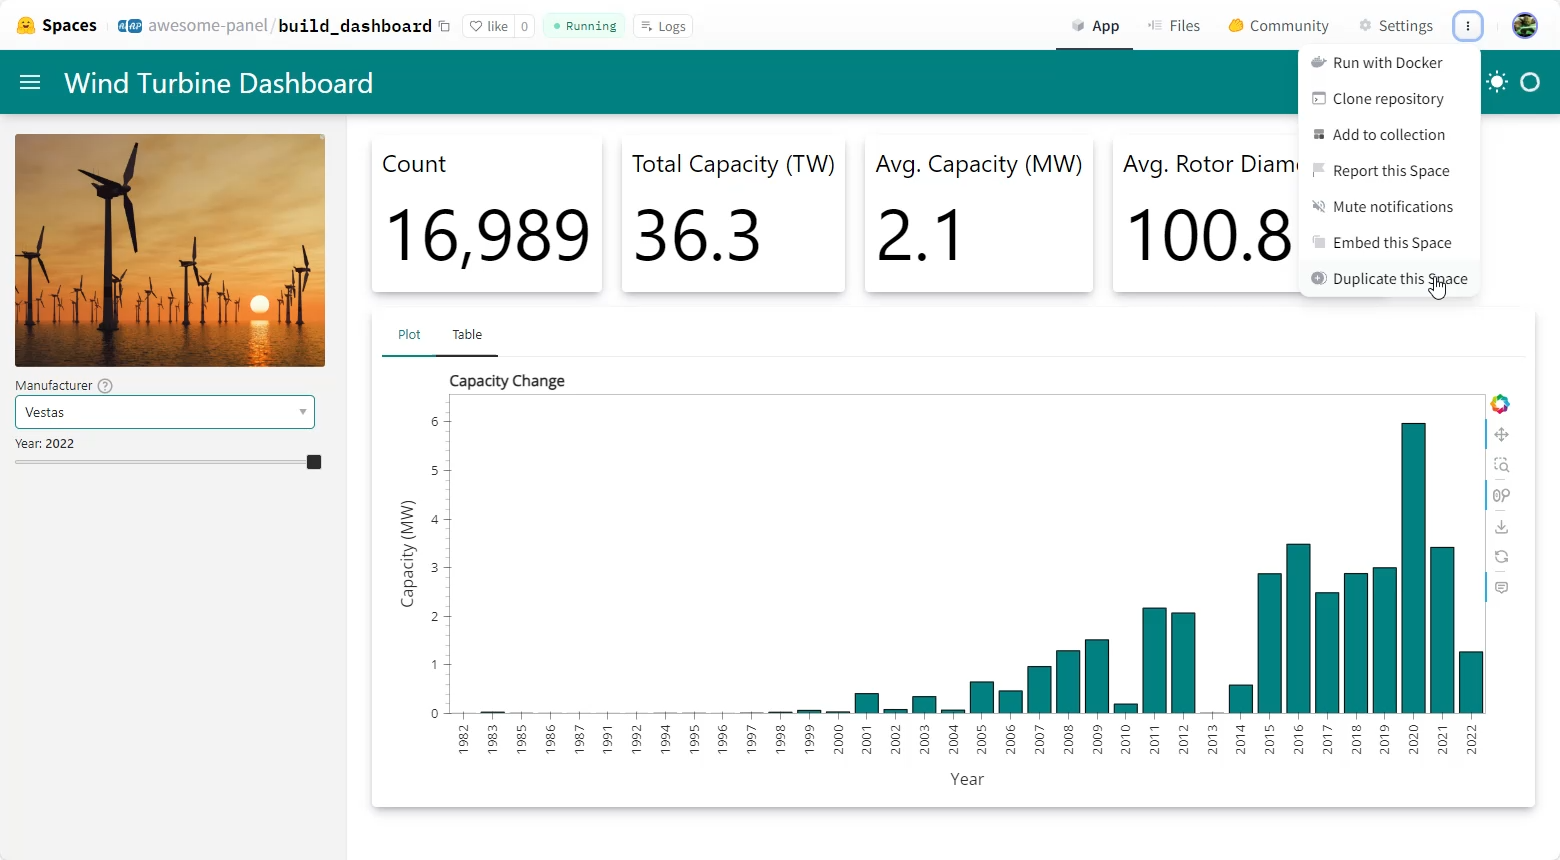 Spaces awesome-panel/build_dashboard like 0 Running Logs App Files Community Settings
Wind Turbine Dashboard
Run with Docker
Clone repository
Add to collection
Report this Space
Mute notifications
Embed this Space
Duplicate this Space
Count
16,989
Total Capacity (TW)
36.3
Avg. Capacity (MW)
2.1
Avg. Rotor Diam
100.8
Manufacturer ?
Vestas
Year: 2022
Plot Table
Capacity Change
Capacity (MW)
6
5
4
3
2
1
0
1982 1983 1985 1986 1987 1991 1992 1994 1995 1996 1997 1998 1999 2000 2001 2002 2003 2004 2005 2006 2007 2008 2009 2010 2011 2012 2013 2014 2015 2016 2017 2018 2019 2020 2021 2022
Year